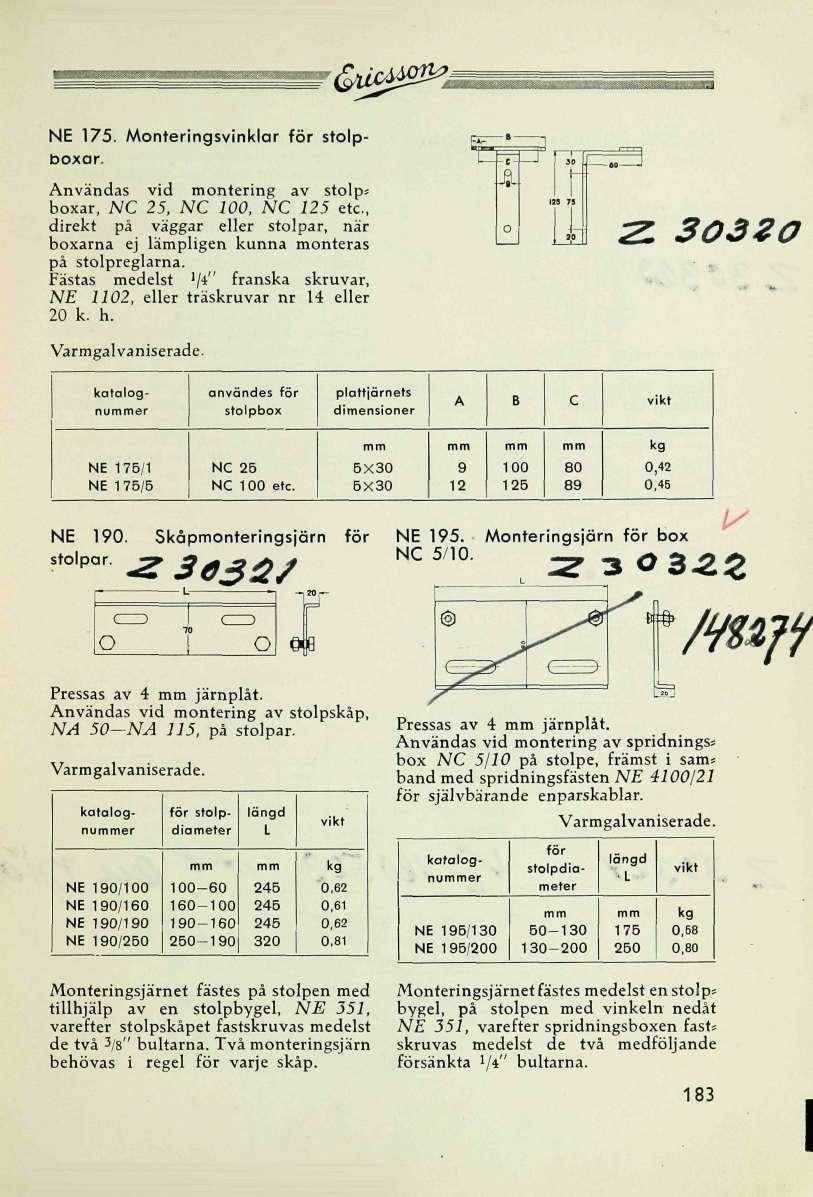 Ericsson
NE 175. Monteringsvinklar för stolp-
boxar.
Användas vid montering av stolp-
boxar, NC 25, NC 100, NC 125 etc.,
direkt på väggar eller stolpar, när
boxarna ej lämpligen kunna monteras
på stolpreglarna.
Fästas medelst 1/4" franska skruvar,
NE 1102, eller träskruvar nr 14 eller
20 k. h.
Varmgalvaniserade.
A B
C
9
30
60
125 75
20
Z 30320
katalog- användes för plattjärnets A B C vikt
nummer stolpbox dimensioner
mm mm mm mm kg
NE 175/1 NC 25 5×30 9 100 80 0,42
NE 175/5 NC 100 etc. 5×30 12 125 89 0,45
NE 190. Skåpmonteringsjärn för
stolpar.
Z 30321
L 20
70
Pressas av 4 mm järnplåt.
Användas vid montering av stolpskåp,
NA 50—NA 115, på stolpar.
Varmgalvaniserade.
katalog- för stolp- längd vikt
nummer diameter L
mm mm kg
NE 190/100 100—60 245 0,62
NE 190/160 160—100 245 0,61
NE 190/190 190—160 245 0,62
NE 190/250 250—190 320 0,81
Monteringsjärnet fästes på stolpen med
tillhjälp av en stolpbygel, NE 351,
varefter stolpskåpet fastskruvas medelst
de två 3/8" bultarna. Två monteringsjärn
behövas i regel för varje skåp.
NE 195. Monteringsjärn för box
NC 5/10.
Z 30322
L
148274
20
Pressas av 4 mm järnplåt.
Användas vid montering av spridnings-
box NC 5/10 på stolpe, främst i sam-
band med spridningsfästen NE 4100/21
för självbärande enparskablar.
Varmgalvaniserade.
katalog- för längd vikt
nummer stolpdia- L
meter
mm mm kg
NE 195/130 50—130 175 0,58
NE 195/200 130—200 250 0,80
Monteringsjärnet fästes medelst en stolp-
bygel, på stolpen med vinkeln nedåt
NE 351, varefter spridningsboxen fast-
skruvas medelst de två medföljande
försänkta 1/4" bultarna.
183